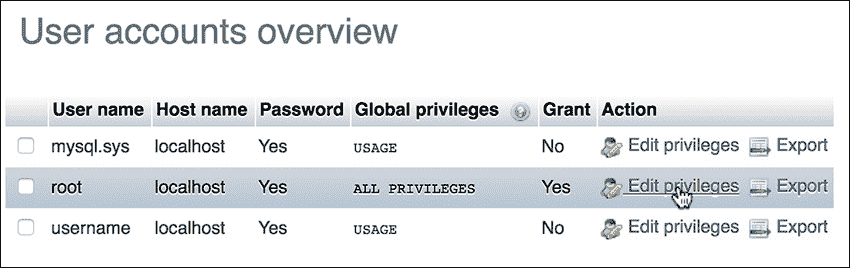 User accounts overview
User name Host name Password Global privileges Grant Action
mysql.sys localhost Yes USAGE No Edit privileges Export
root localhost Yes ALL PRIVILEGES Yes Edit privileges Export
username localhost Yes USAGE No Edit privileges Export